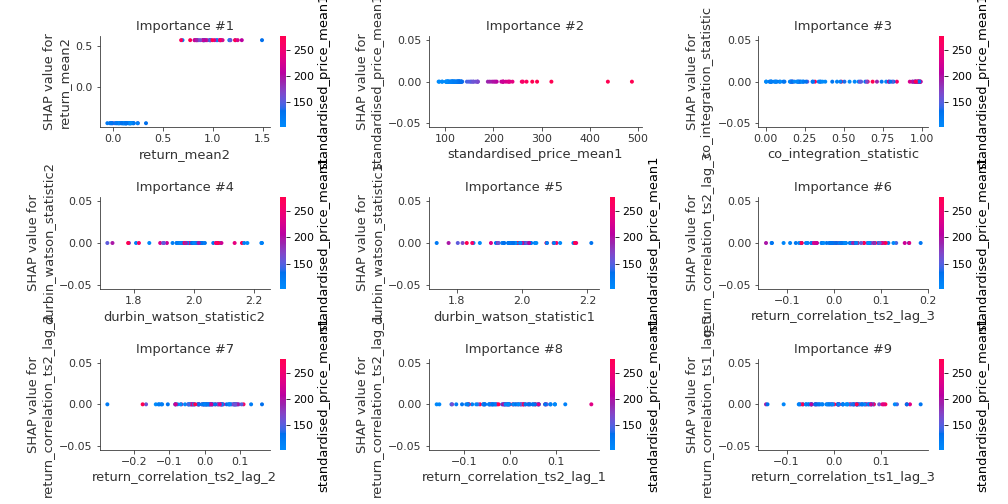 Importance #1
SHAP value for
return_mean2
0.5
0.0
0.0
0.5
1.0
1.5
return_mean2
250
200
150
standardised_price_mean1
Importance #2
SHAP value for
standardised_price_mean1
0.05
0.00
−0.05
100
200
300
400
500
standardised_price_mean1
Importance #3
SHAP value for
co_integration_statistic
0.05
0.00
−0.05
0.00
0.25
0.50
0.75
1.00
co_integration_statistic
250
200
150
standardised_price_mean1
Importance #4
SHAP value for
durbin_watson_statistic2
0.05
0.00
−0.05
1.8
2.0
2.2
durbin_watson_statistic2
250
200
150
standardised_price_mean1
Importance #5
SHAP value for
durbin_watson_statistic1
0.05
0.00
−0.05
1.8
2.0
2.2
durbin_watson_statistic1
250
200
150
standardised_price_mean1
Importance #6
SHAP value for
return_correlation_ts2_lag_3
0.05
0.00
−0.05
−0.1
0.0
0.1
0.2
return_correlation_ts2_lag_3
250
200
150
standardised_price_mean1
Importance #7
SHAP value for
return_correlation_ts2_lag_2
0.05
0.00
−0.05
−0.2
−0.1
0.0
0.1
return_correlation_ts2_lag_2
250
200
150
standardised_price_mean1
Importance #8
SHAP value for
return_correlation_ts2_lag_1
0.05
0.00
−0.05
−0.1
0.0
0.1
return_correlation_ts2_lag_1
250
200
150
standardised_price_mean1
Importance #9
SHAP value for
return_correlation_ts1_lag_3
0.05
0.00
−0.05
−0.1
0.0
0.1
return_correlation_ts1_lag_3
250
200
150
standardised_price_mean1